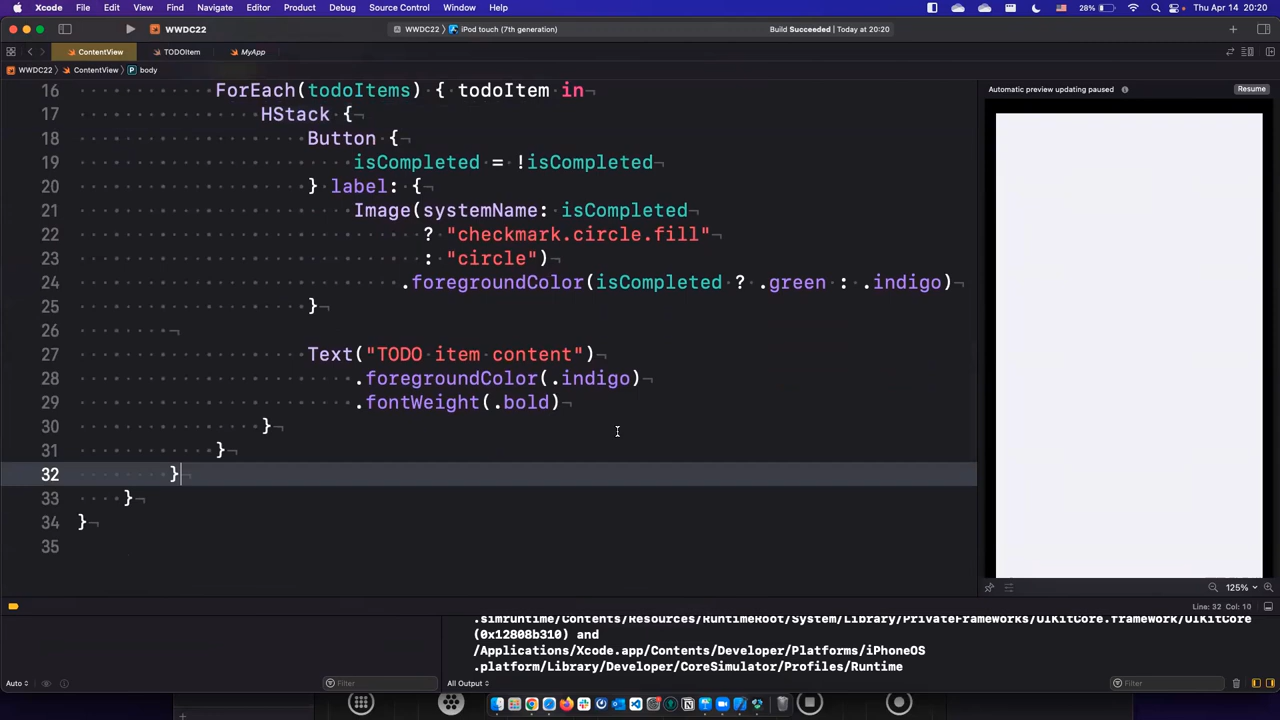 Xcode File Edit View Find Navigate Editor Product Debug Source Control Window Help 28% Thu Apr 14 20:20
WWDC22 WWDC22 〉 iPod touch (7th generation) Build Succeeded | Today at 20:20
ContentView TODOItem MyApp
WWDC22 〉 ContentView 〉 P body
16 ForEach(todoItems) { todoItem in
17 HStack {
18 Button {
19 isCompleted = !isCompleted
20 } label: {
21 Image(systemName: isCompleted
22 ? "checkmark.circle.fill"
23 : "circle")
24 .foregroundColor(isCompleted ? .green : .indigo)
25 }
26
27 Text("TODO item content")
28 .foregroundColor(.indigo)
29 .fontWeight(.bold)
30 }
31 }
32 }
33 }
34 }
35
Automatic preview updating paused Resume
125%
Line: 32 Col: 10
.simruntime/Contents/Resources/RuntimeRoot/System/Library/PrivateFrameworks/UIKitCore.framework/UIKitCore
(0x12808b310) and
/Applications/Xcode.app/Contents/Developer/Platforms/iPhoneOS
.platform/Library/Developer/CoreSimulator/Profiles/Runtime
Auto Filter All Output Filter